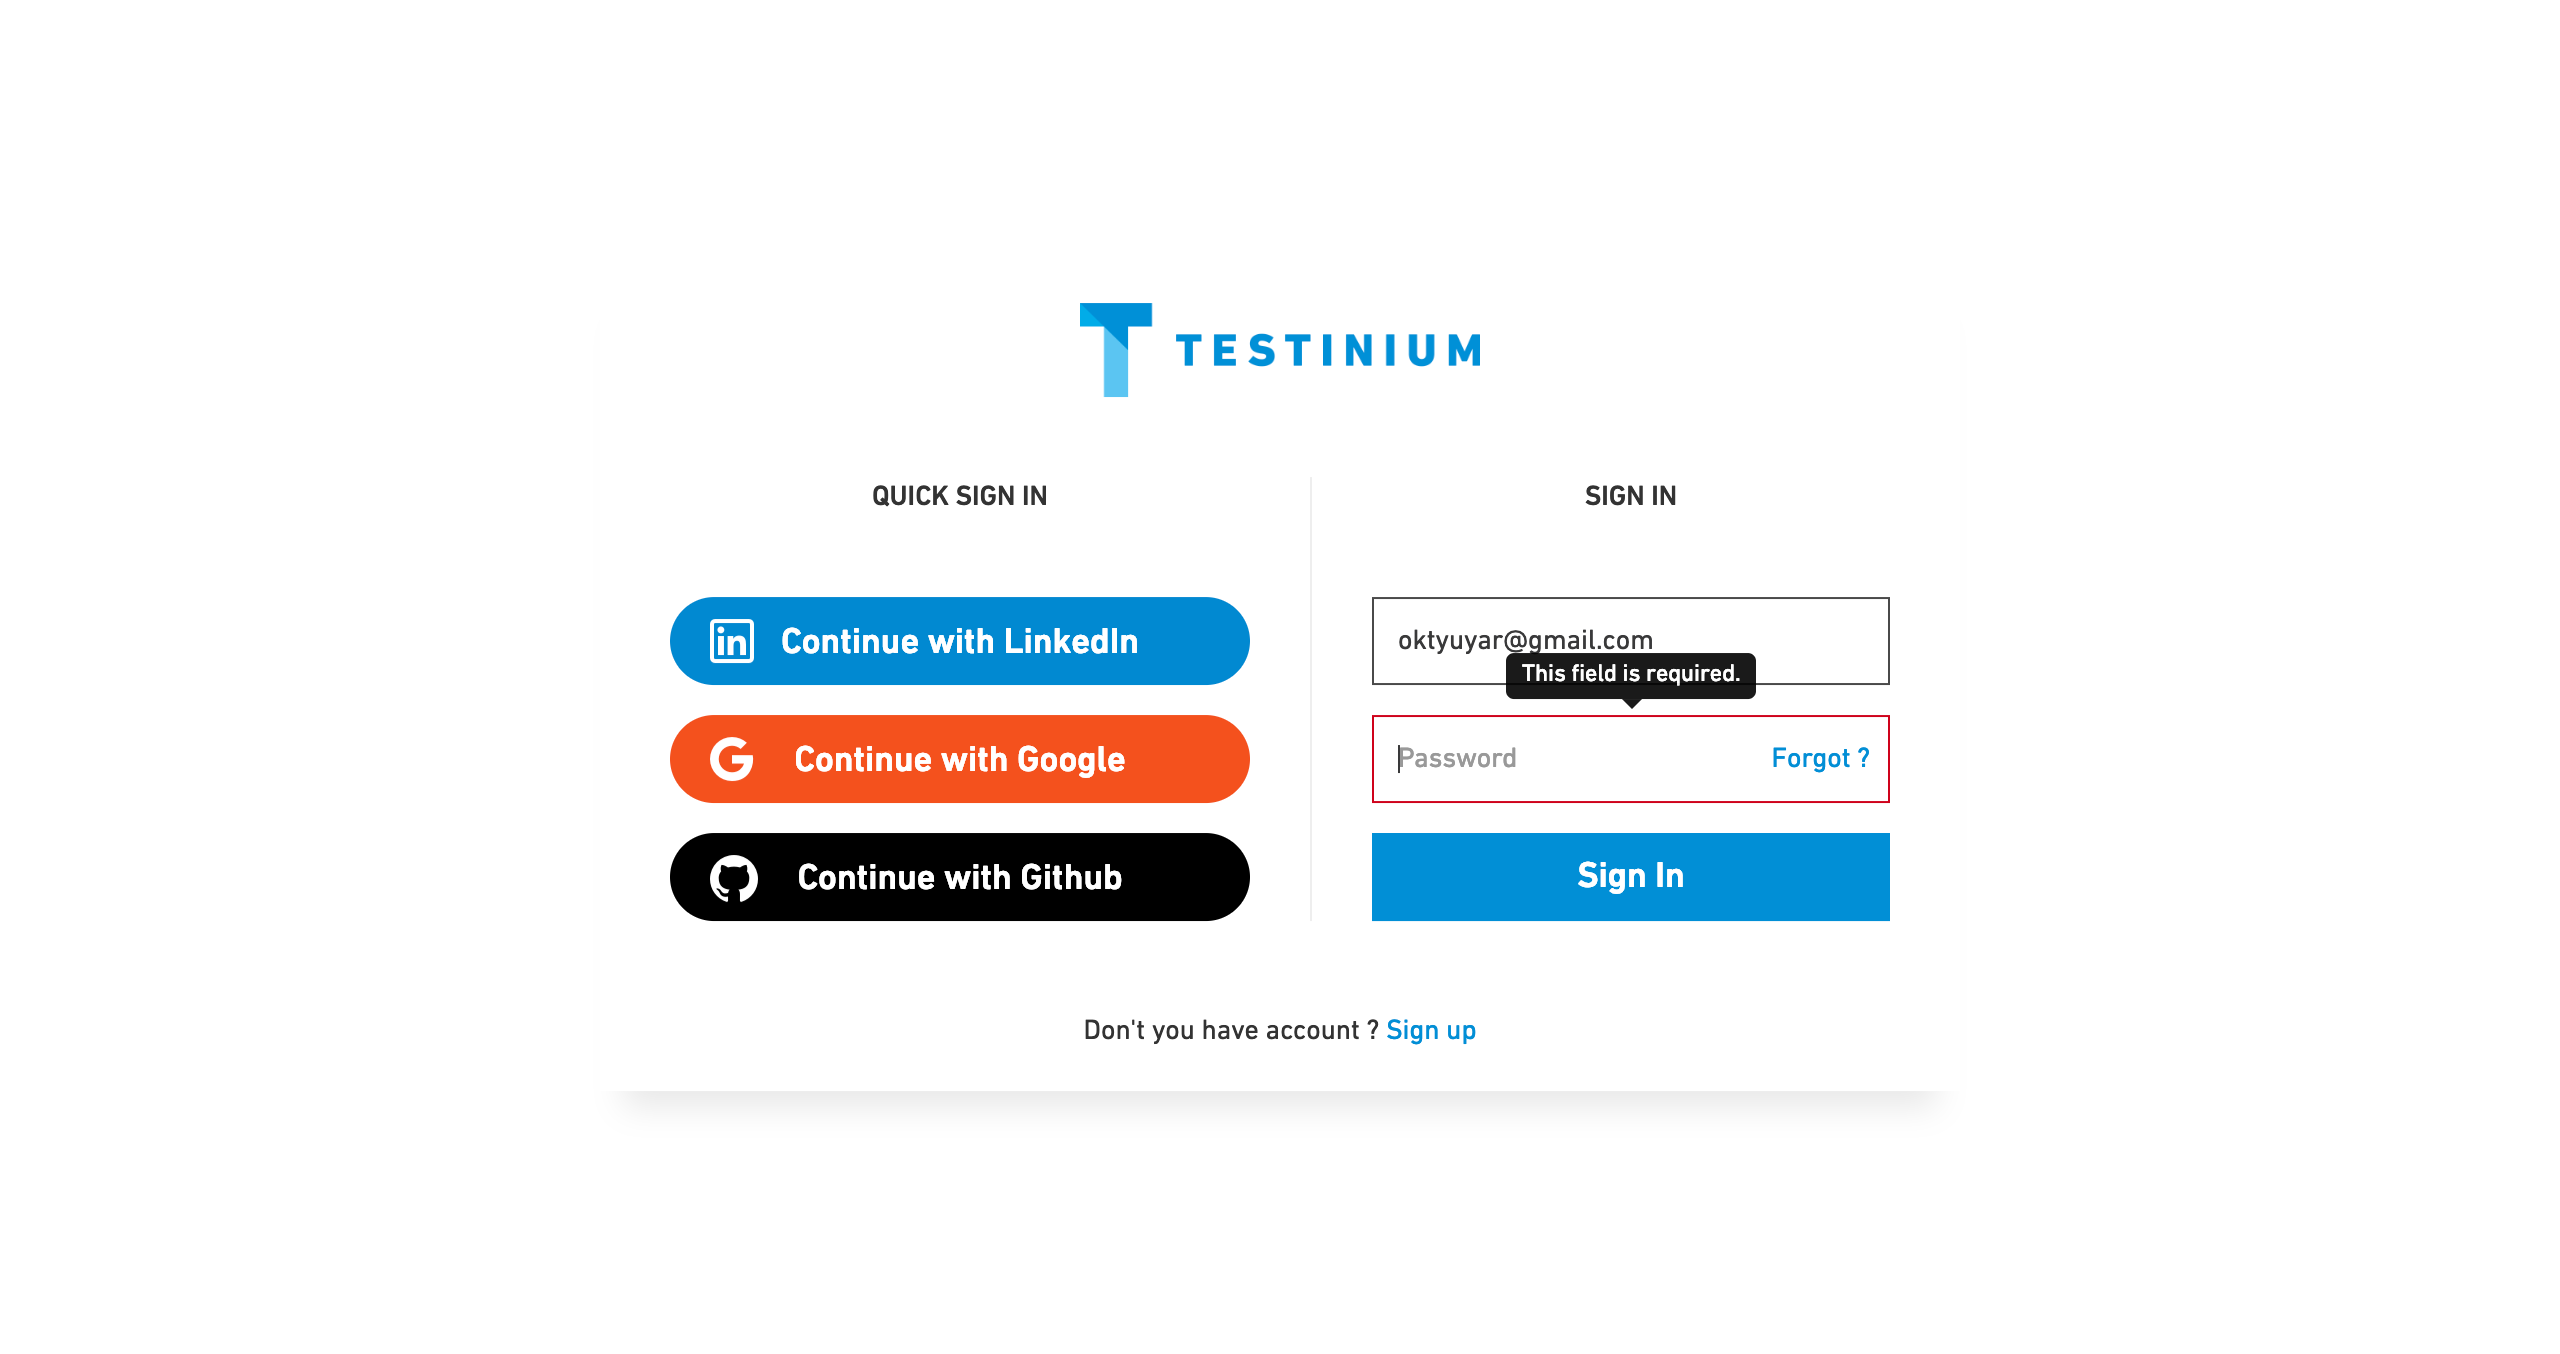 TESTINIUM
QUICK SIGN IN
Continue with LinkedIn
Continue with Google
Continue with Github
SIGN IN
oktyuyar@gmail.com
This field is required.
Password
Forgot ?
Sign In
Don't you have account ? Sign up